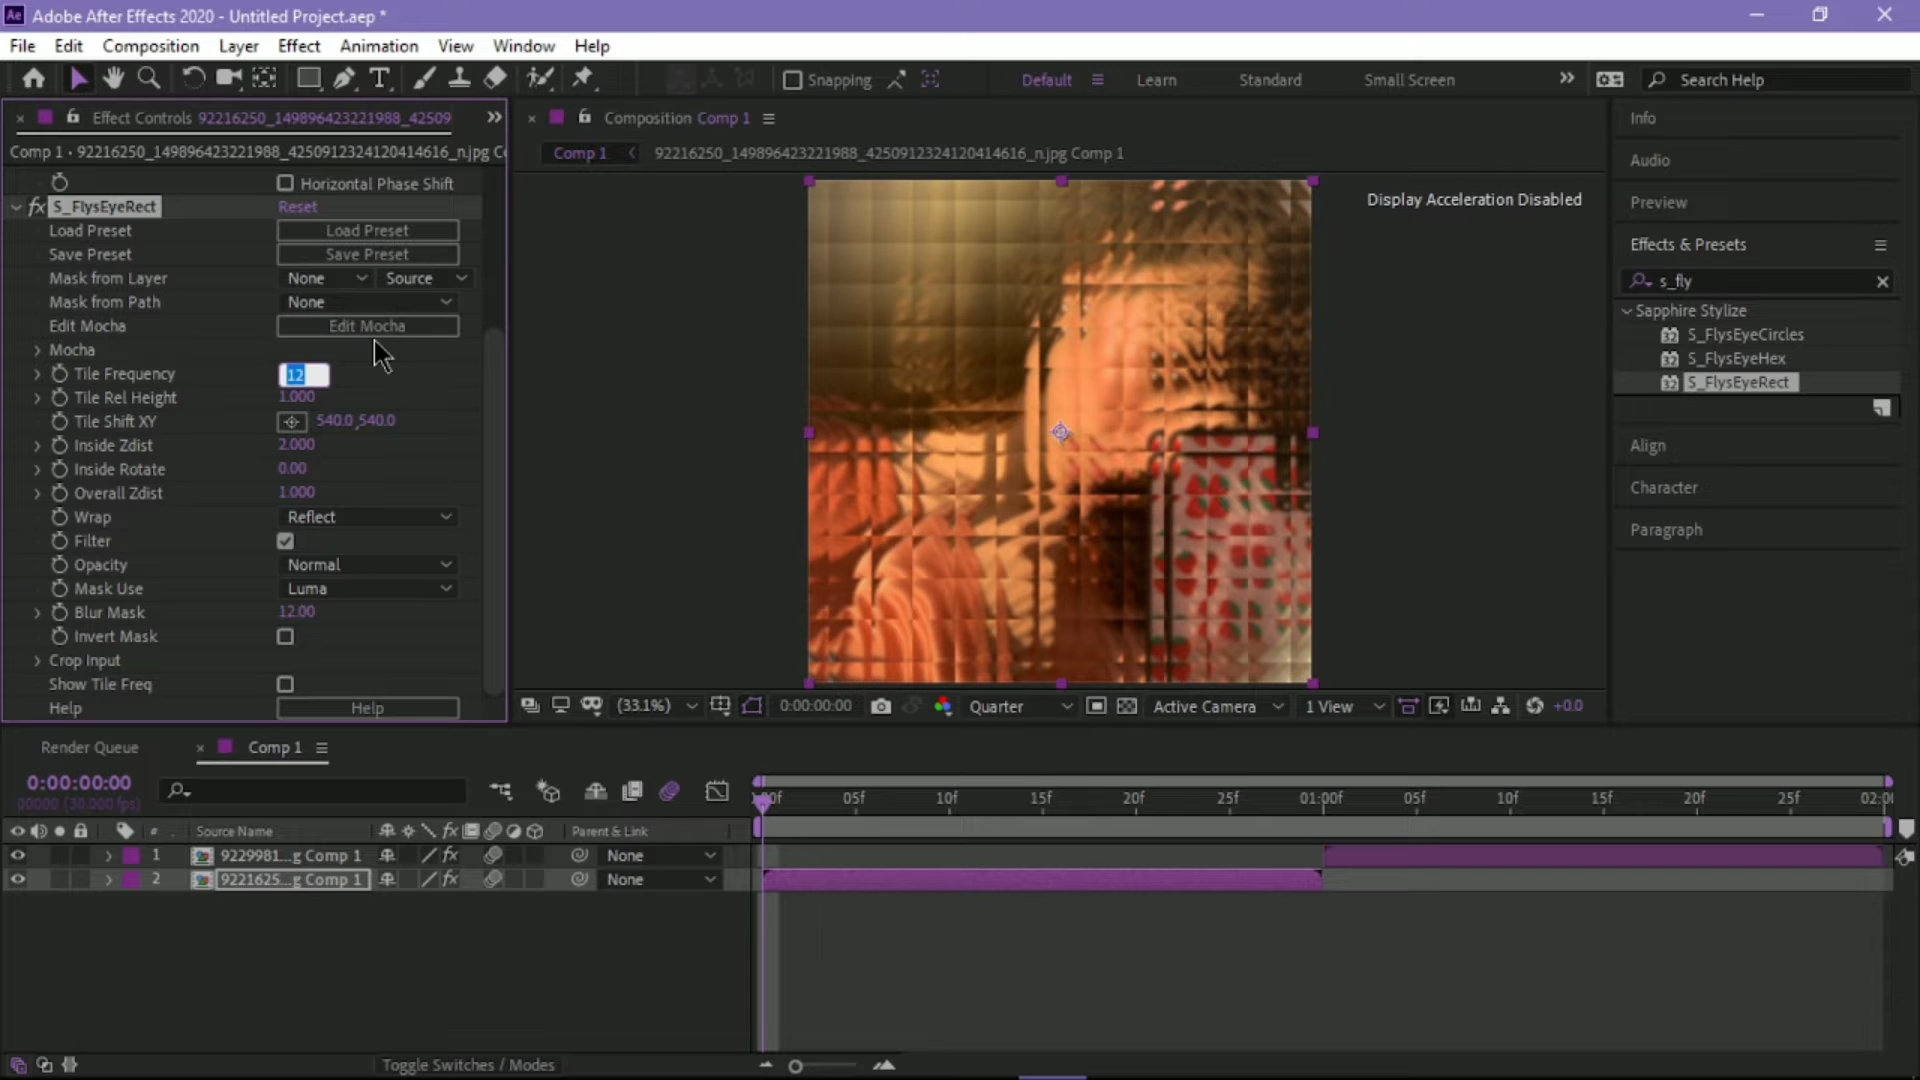 Ae Adobe After Effects 2020 - Untitled Project.aep *
File Edit Composition Layer Effect Animation View Window Help
Snapping Default Learn Standard Small Screen Search Help
Effect Controls 92216250_149896423221988_42509
Comp 1 • 92216250_149896423221988_4250912324120414616_n.jpg Co
Horizontal Phase Shift
fx S_FlysEyeRect Reset
Load Preset Load Preset
Save Preset Save Preset
Mask from Layer None Source
Mask from Path None
Edit Mocha Edit Mocha
Mocha
Tile Frequency 12
Tile Rel Height 1.000
Tile Shift XY 540.0,540.0
Inside Zdist 2.000
Inside Rotate 0.00
Overall Zdist 1.000
Wrap Reflect
Filter
Opacity Normal
Mask Use Luma
Blur Mask 12.00
Invert Mask
Crop Input
Show Tile Freq
Help Help
Composition Comp 1
Comp 1 92216250_149896423221988_4250912324120414616_n.jpg Comp 1
Display Acceleration Disabled
(33.1%) 0:00:00:00 Quarter Active Camera 1 View +0.0
Info
Audio
Preview
Effects & Presets
s_fly
Sapphire Stylize
32 S_FlysEyeCircles
32 S_FlysEyeHex
32 S_FlysEyeRect
Align
Character
Paragraph
Render Queue Comp 1
0:00:00:00
00000 (30.000 fps)
05f 10f 15f 20f 25f 01:00f 05f 10f 15f 20f 25f
# Source Name fx Parent & Link
1 9229981...g Comp 1 fx None
2 9221625...g Comp 1 fx None
Toggle Switches / Modes